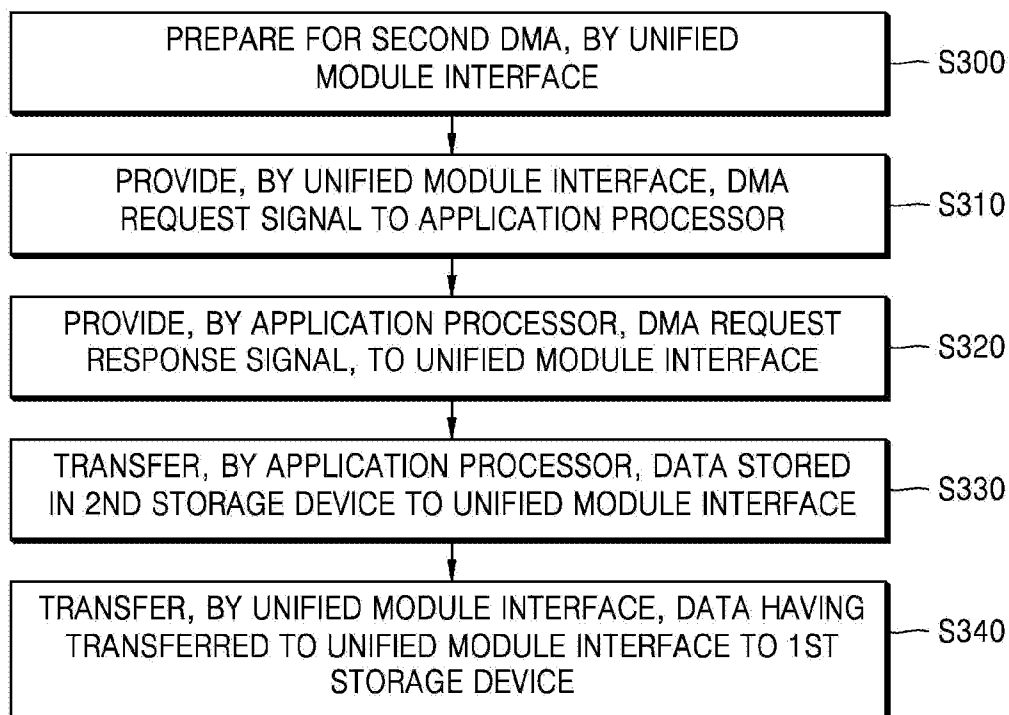 PREPARE FOR SECOND DMA, BY UNIFIED
MODULE INTERFACE
S300
PROVIDE, BY UNIFIED MODULE INTERFACE, DMA
REQUEST SIGNAL TO APPLICATION PROCESSOR
S310
PROVIDE, BY APPLICATION PROCESSOR, DMA REQUEST
RESPONSE SIGNAL, TO UNIFIED MODULE INTERFACE
S320
TRANSFER, BY APPLICATION PROCESSOR, DATA STORED
IN 2ND STORAGE DEVICE TO UNIFIED MODULE INTERFACE
S330
TRANSFER, BY UNIFIED MODULE INTERFACE, DATA HAVING
TRANSFERRED TO UNIFIED MODULE INTERFACE TO 1ST
STORAGE DEVICE
S340